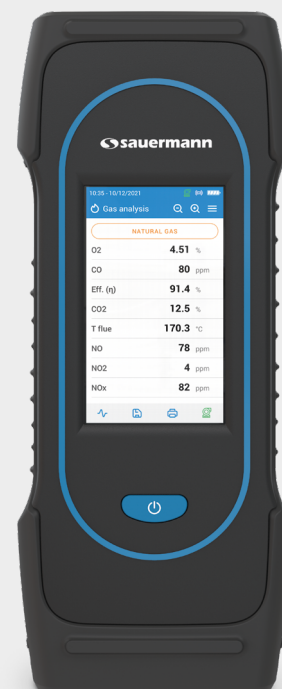 sauermann
10:35 - 10/12/2021
Gas analysis
NATURAL GAS
O2 4.51 %
CO 80 ppm
Eff. (η) 91.4 %
CO2 12.5 %
T flue 170.3 °C
NO 78 ppm
NO2 4 ppm
NOx 82 ppm